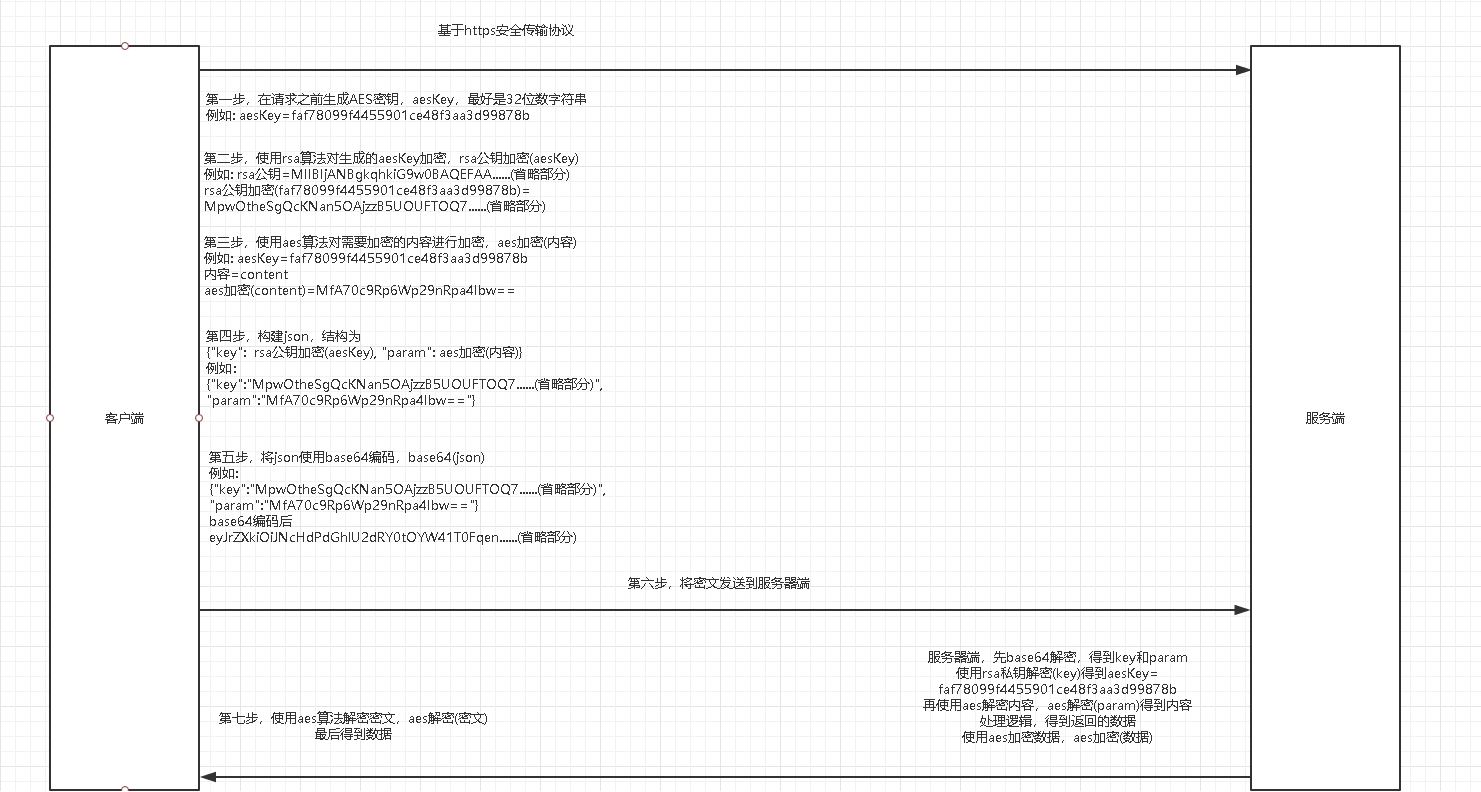 基于https安全传输协议
第一步，在请求之前生成AES密钥，aesKey，最好是32位数字符串
例如: aesKey=faf78099f4455901ce48f3aa3d99878b
第二步，使用rsa算法对生成的aesKey加密，rsa公钥加密(aesKey)
例如: rsa公钥=MIIBIjANBgkqhkiG9w0BAQEFAA......(省略部分)
rsa公钥加密(faf78099f4455901ce48f3aa3d99878b)=
MpwOtheSgQcKNan5OAjzzB5UOUFTOQ7......(省略部分)
第三步，使用aes算法对需要加密的内容进行加密，aes加密(内容)
例如: aesKey=faf78099f4455901ce48f3aa3d99878b
内容=content
aes加密(content)=MfA70c9Rp6Wp29nRpa4lbw==
第四步，构建json，结构为
{"key": rsa公钥加密(aesKey), "param": aes加密(内容)}
例如:
{"key":"MpwOtheSgQcKNan5OAjzzB5UOUFTOQ7......(省略部分)",
"param":"MfA70c9Rp6Wp29nRpa4lbw=="}
客户端
服务端
第五步，将json使用base64编码，base64(json)
例如:
{"key":"MpwOtheSgQcKNan5OAjzzB5UOUFTOQ7......(省略部分)",
"param":"MfA70c9Rp6Wp29nRpa4lbw=="}
base64编码后
eyJrZXkiOiJNcHdPdGhlU2dRY0tOYW41T0Fqen......(省略部分)
第六步，将密文发送到服务器端
服务器端，先base64解密，得到key和param
使用rsa私钥解密(key)得到aesKey=
faf78099f4455901ce48f3aa3d99878b
再使用aes解密内容，aes解密(param)得到内容
处理逻辑，得到返回的数据
使用aes加密数据，aes加密(数据)
第七步，使用aes算法解密密文，aes解密(密文)
最后得到数据